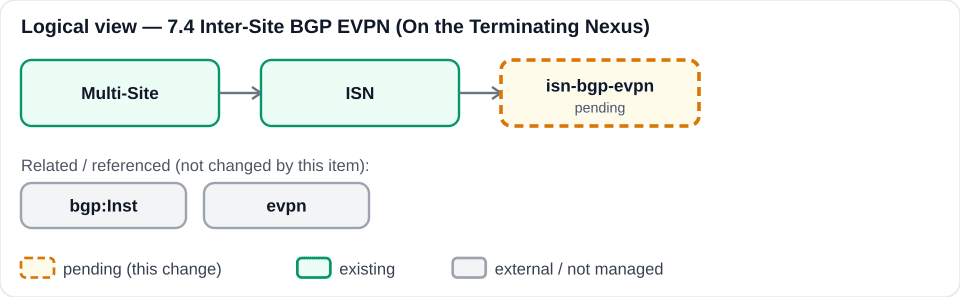 Logical view — 7.4 Inter-Site BGP EVPN (On the Terminating Nexus)
Multi-Site
ISN
isn-bgp-evpn
pending
Related / referenced (not changed by this item):
bgp:Inst
evpn
pending (this change)
existing
external / not managed